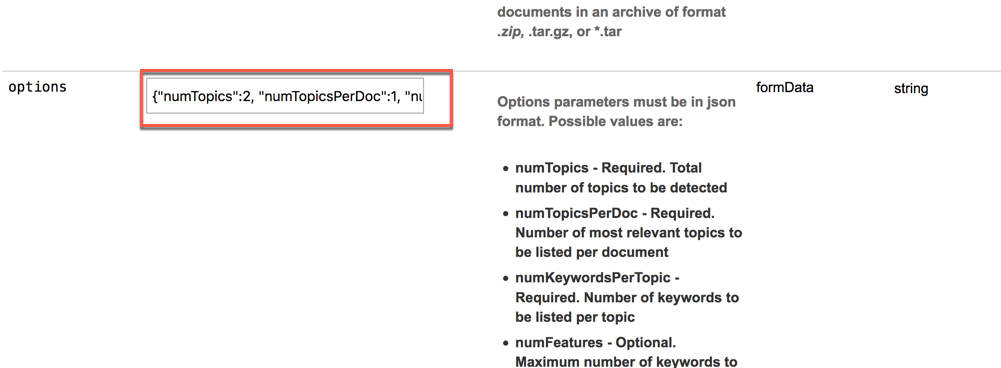 documents in an archive of format
.zip, .tar.gz, or *.tar
options
{"numTopics":2, "numTopicsPerDoc":1, "nu
formData
string
Options parameters must be in json
format. Possible values are:
• numTopics - Required. Total
number of topics to be detected
• numTopicsPerDoc - Required.
Number of most relevant topics to
be listed per document
• numKeywordsPerTopic -
Required. Number of keywords to
be listed per topic
• numFeatures - Optional.
Maximum number of keywords to